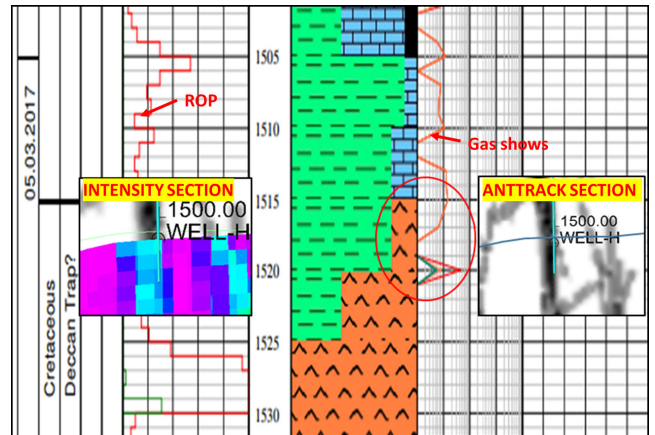 05.03.2017
Cretaceous
Deccan Trap?
ROP
1505
1510
1515
1520
1525
1530
Gas shows
INTENSITY SECTION
1500.00
WELL-H
ANTTRACK SECTION
1500.00
WELL-H